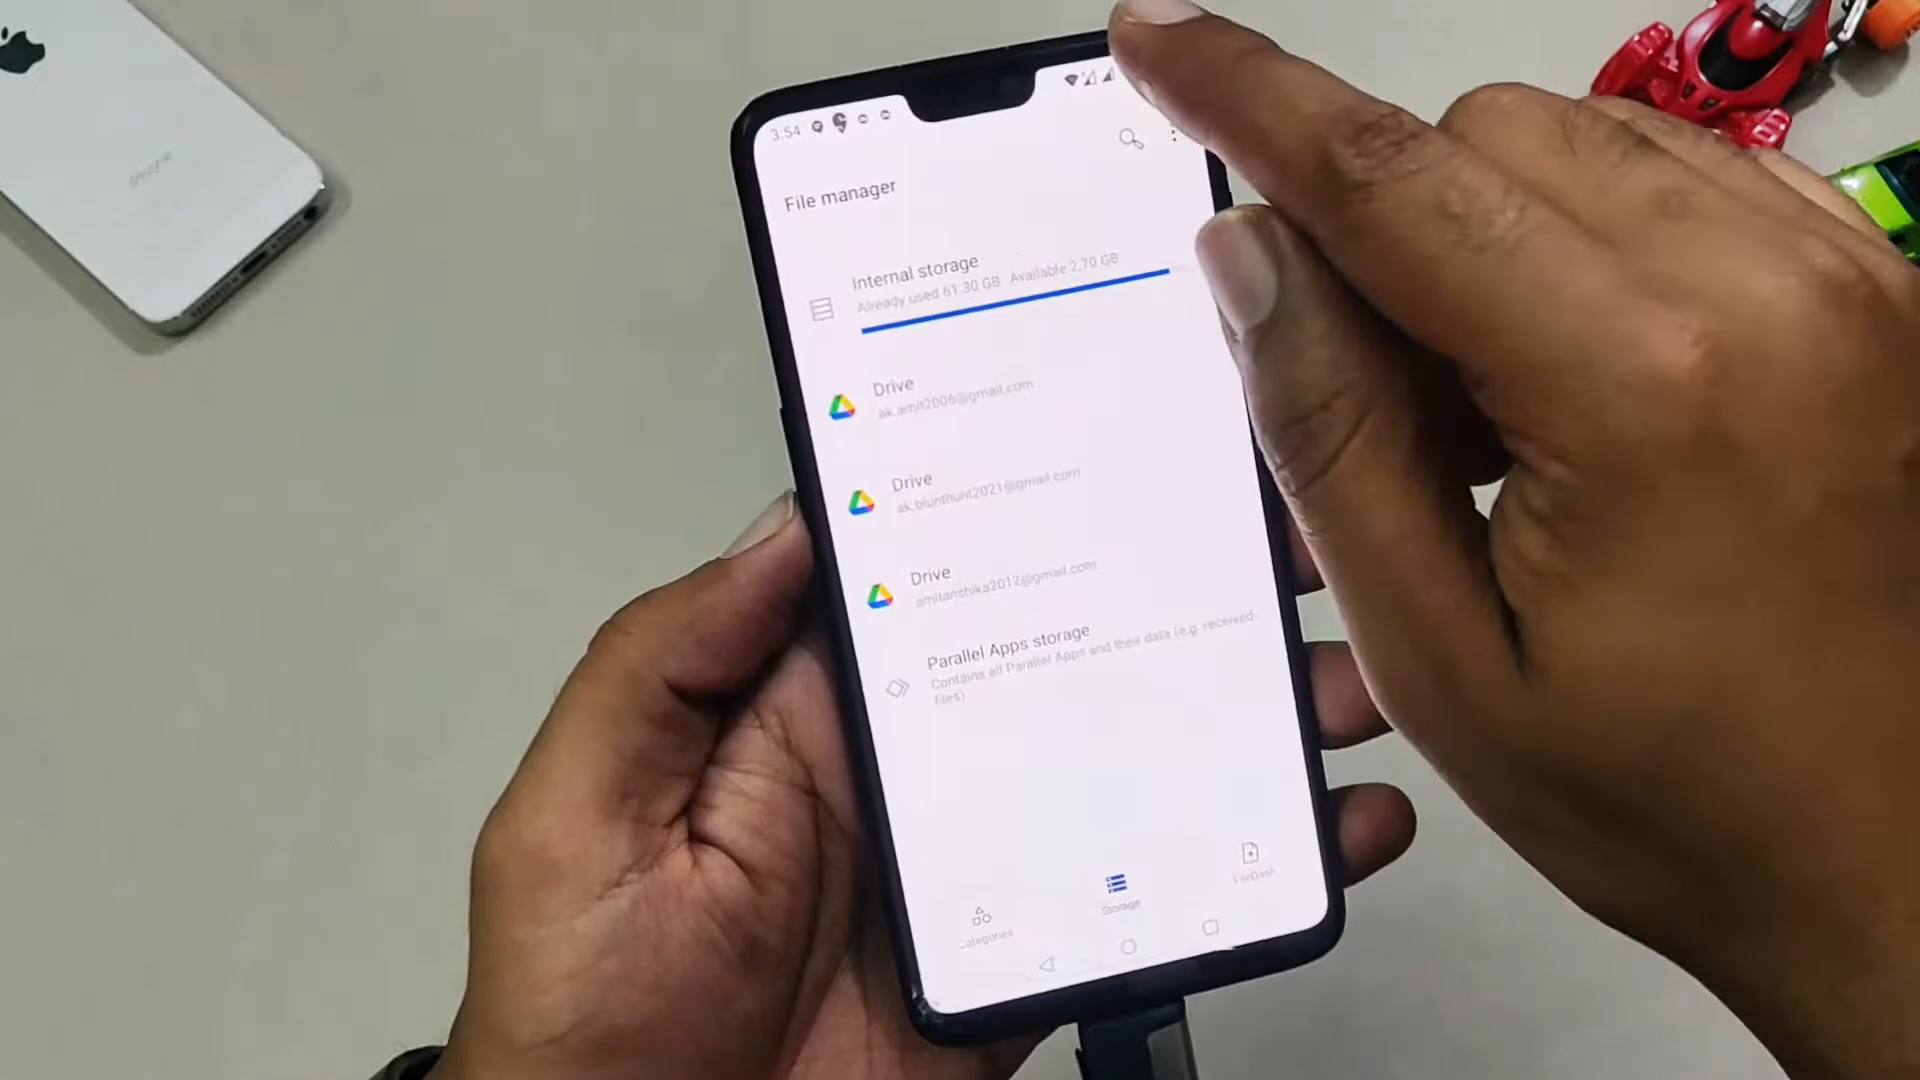 3:54
File manager
Internal storage
Already used 61.30 GB Available 2.70 GB
Drive
ak.amit2006@gmail.com
Drive
ak.blunthunt2021@gmail.com
Drive
amitanshika2012@gmail.com
Parallel Apps storage
Contains all Parallel Apps and their data (e.g. received
files)
Categories
Storage
FileDash
iPhone